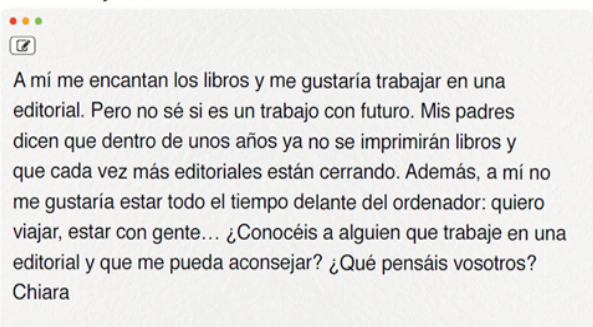 A mí me encantan los libros y me gustaría trabajar en una
editorial. Pero no sé si es un trabajo con futuro. Mis padres
dicen que dentro de unos años ya no se imprimirán libros y
que cada vez más editoriales están cerrando. Además, a mí no
me gustaría estar todo el tiempo delante del ordenador: quiero
viajar, estar con gente... ¿Conocéis a alguien que trabaje en una
editorial y que me pueda aconsejar? ¿Qué pensáis vosotros?
Chiara